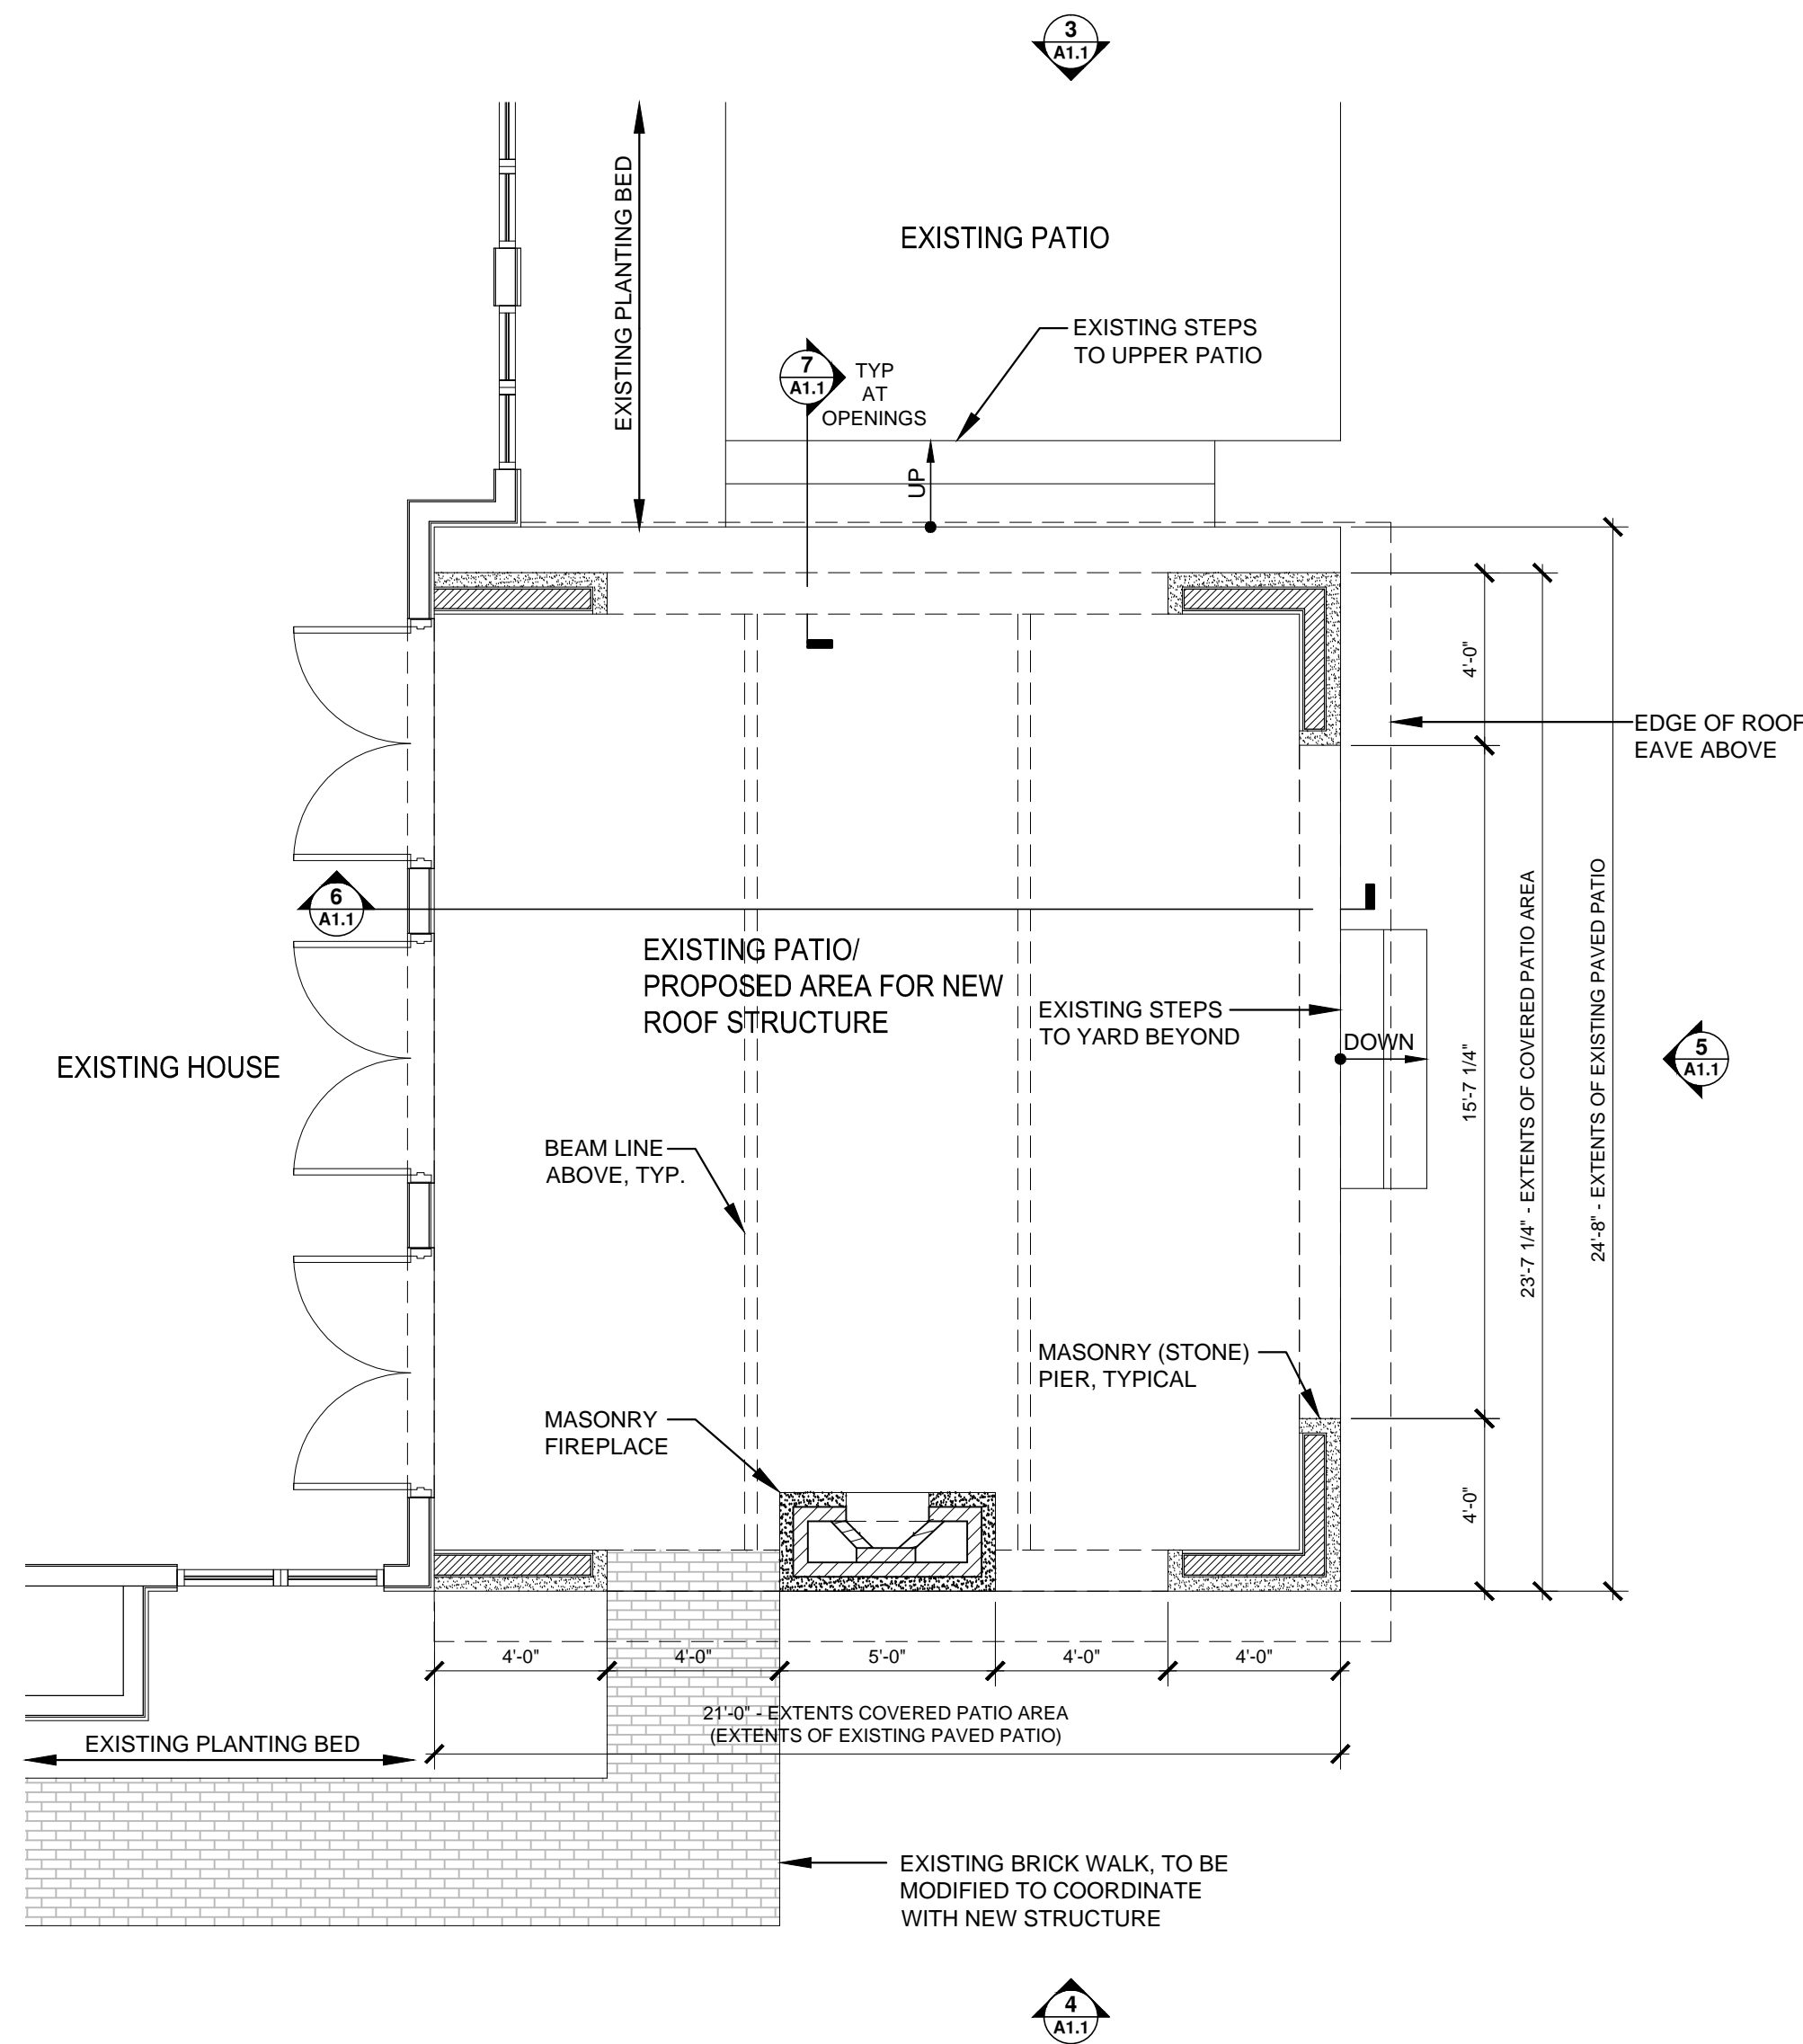 3
A1.1
EXISTING PLANTING BED
EXISTING PATIO
EXISTING STEPS
TO UPPER PATIO
7
A1.1
TYP
AT
OPENINGS
UP
4'-0"
EDGE OF ROOF
EAVE ABOVE
6
A1.1
EXISTING PATIO/
PROPOSED AREA FOR NEW
ROOF STRUCTURE
EXISTING STEPS
TO YARD BEYOND
DOWN
EXISTING HOUSE
15'-7 1/4"
23'-7 1/4" - EXTENTS OF COVERED PATIO AREA
24'-8" - EXTENTS OF EXISTING PAVED PATIO
5
A1.1
BEAM LINE
ABOVE, TYP.
MASONRY (STONE)
PIER, TYPICAL
MASONRY
FIREPLACE
4'-0"
4'-0"
4'-0"
5'-0"
4'-0"
4'-0"
21'-0" - EXTENTS COVERED PATIO AREA
(EXTENTS OF EXISTING PAVED PATIO)
EXISTING PLANTING BED
EXISTING BRICK WALK, TO BE
MODIFIED TO COORDINATE
WITH NEW STRUCTURE
4
A1.1